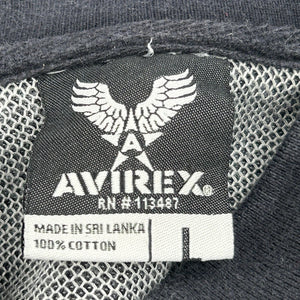 A
AVIREX®
RN # 113487
MADE IN SRI LANKA
100% COTTON
L